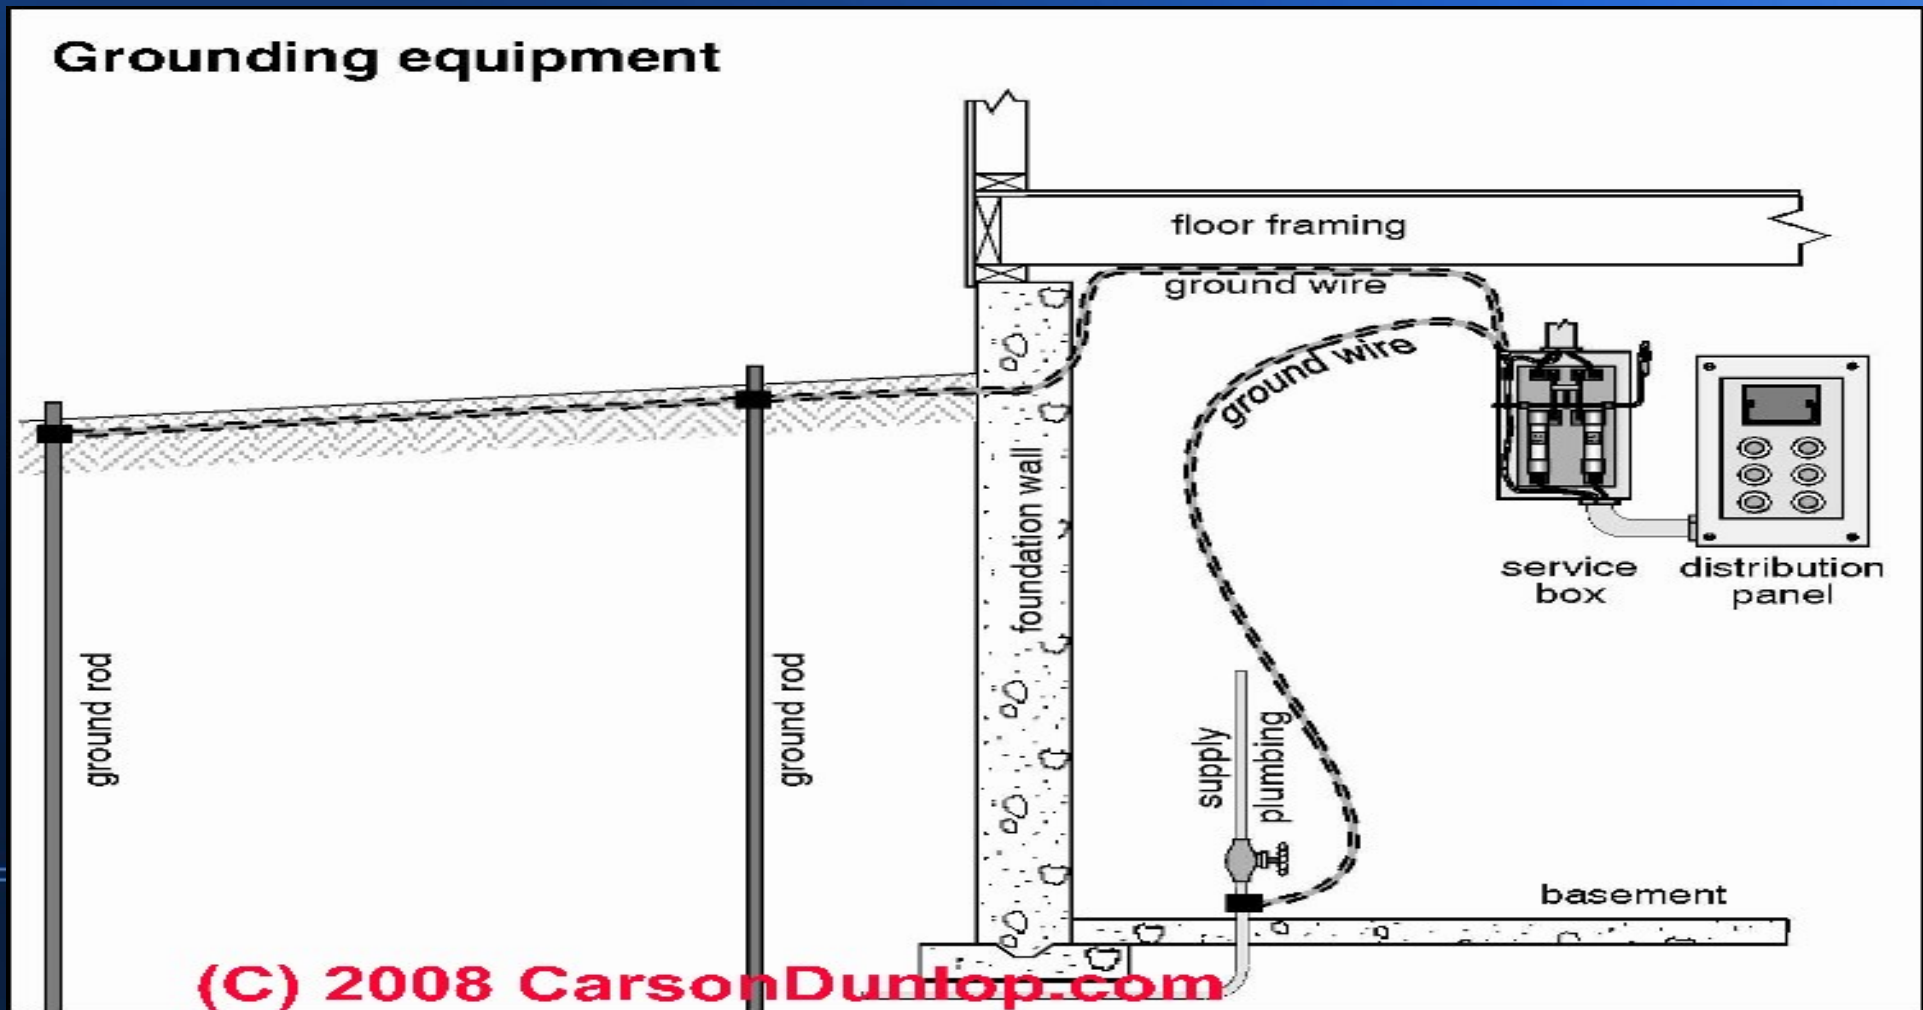 Grounding equipment
floor framing
ground wire
ground wire
foundation wall
service
box
distribution
panel
ground rod
ground rod
supply
plumbing
basement
(C) 2008 CarsonDunlop.com